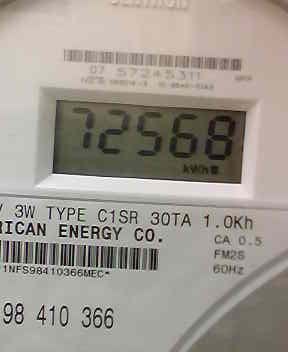 07 57245311
72568
kWh
V 3W TYPE C1SR 30TA 1.0Kh
RICAN ENERGY CO.
CA 0.5
FM2S
60Hz
1NFS98410366MEC*
98 410 366